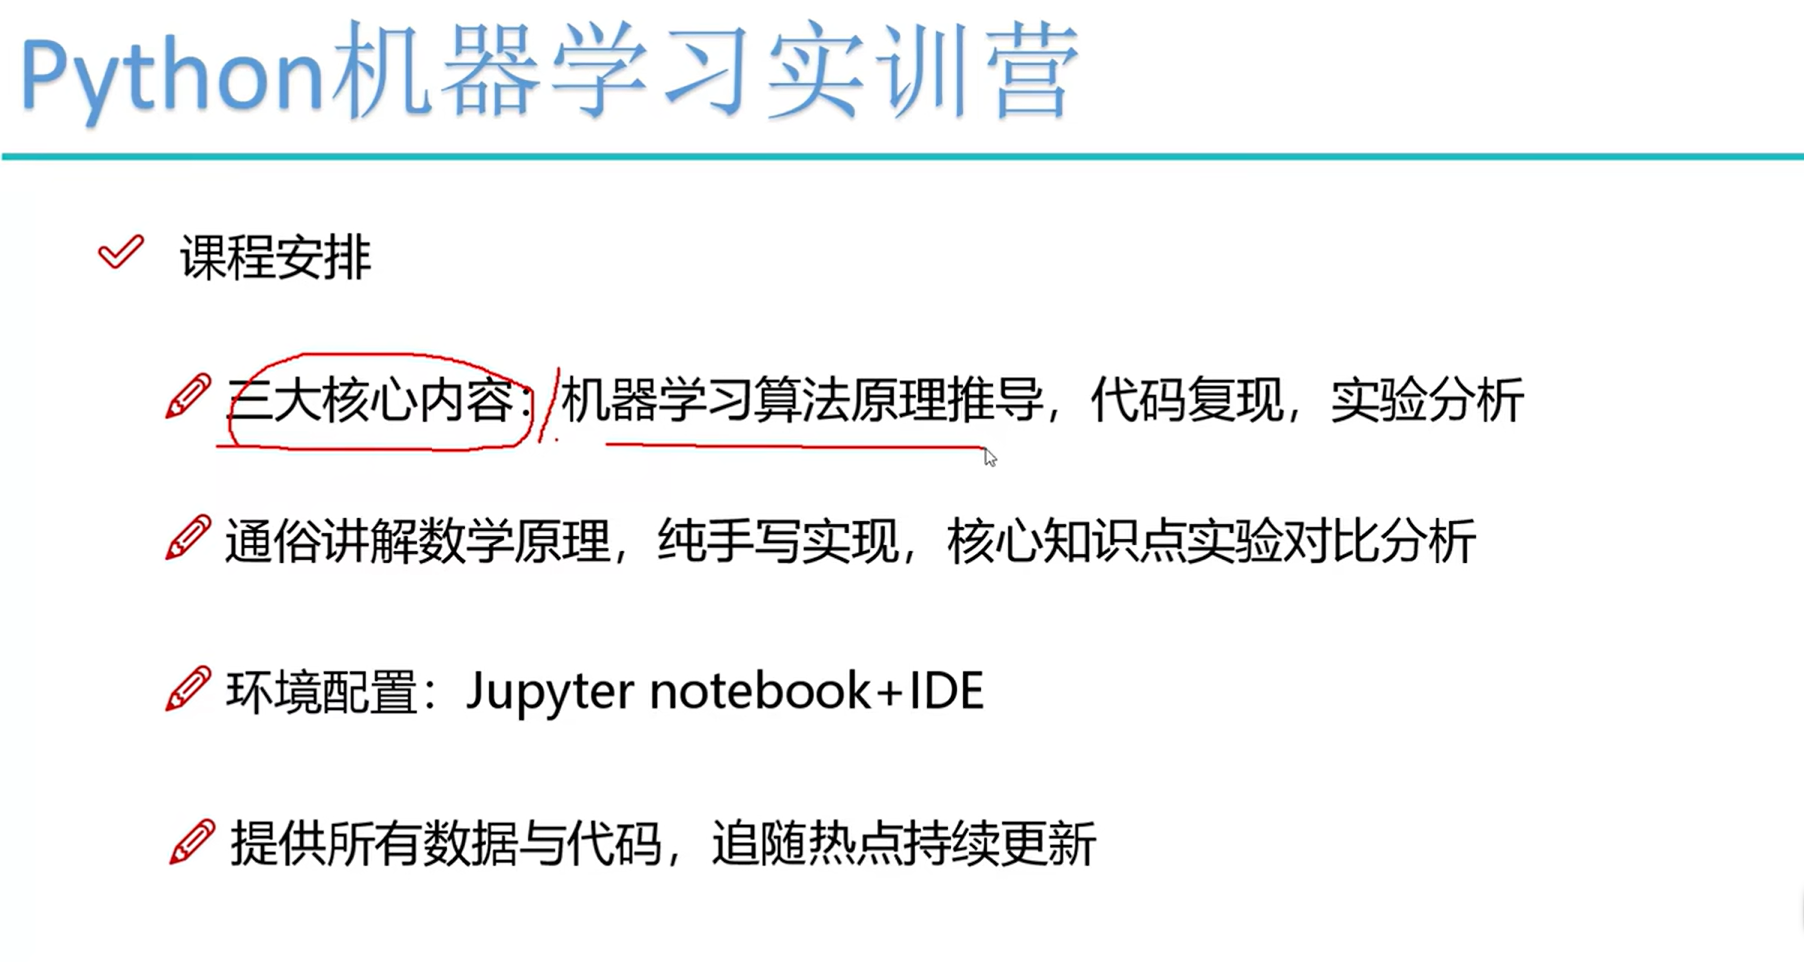 Python机器学习实训营
课程安排
三大核心内容：机器学习算法原理推导，代码复现，实验分析
通俗讲解数学原理，纯手写实现，核心知识点实验对比分析
环境配置：Jupyter notebook+IDE
提供所有数据与代码，追随热点持续更新